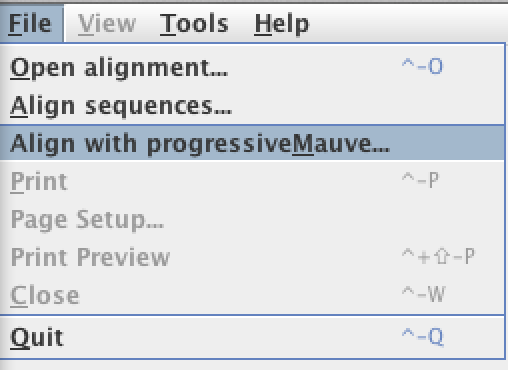 File View Tools Help
Open alignment... ^-O
Align sequences...
Align with progressiveMauve...
Print ^-P
Page Setup...
Print Preview ^+⇧-P
Close ^-W
Quit ^-Q